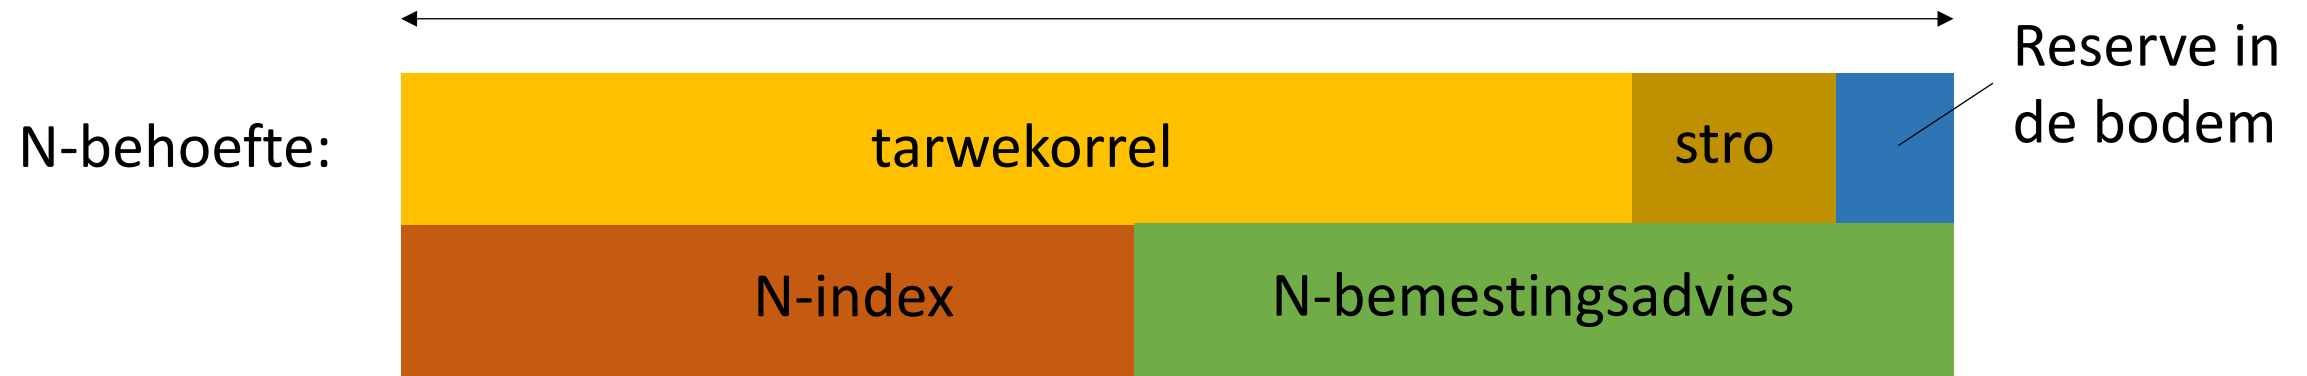 Reserve in
de bodem
N-behoefte:
tarwekorrel
stro
N-index
N-bemestingsadvies